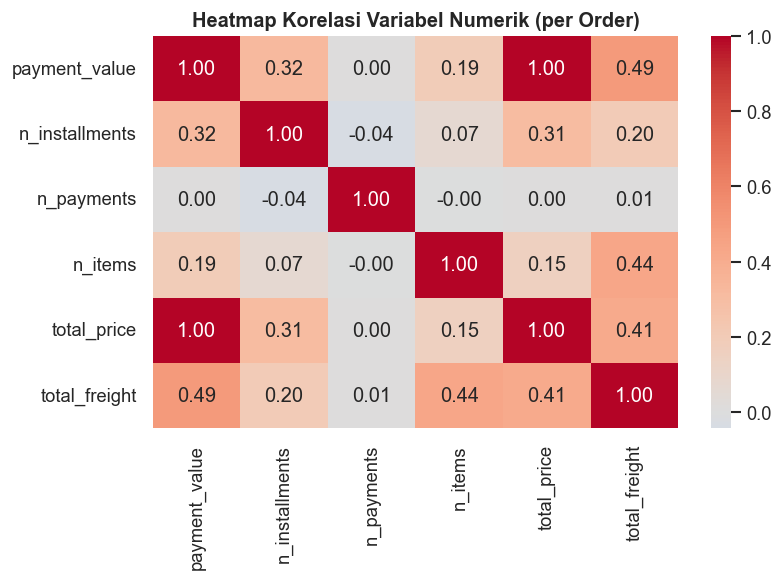 Heatmap Korelasi Variabel Numerik (per Order)
payment_value 1.00 0.32 0.00 0.19 1.00 0.49
n_installments 0.32 1.00 -0.04 0.07 0.31 0.20
n_payments 0.00 -0.04 1.00 -0.00 0.00 0.01
n_items 0.19 0.07 -0.00 1.00 0.15 0.44
total_price 1.00 0.31 0.00 0.15 1.00 0.41
total_freight 0.49 0.20 0.01 0.44 0.41 1.00
payment_value
n_installments
n_payments
n_items
total_price
total_freight
1.0
0.8
0.6
0.4
0.2
0.0